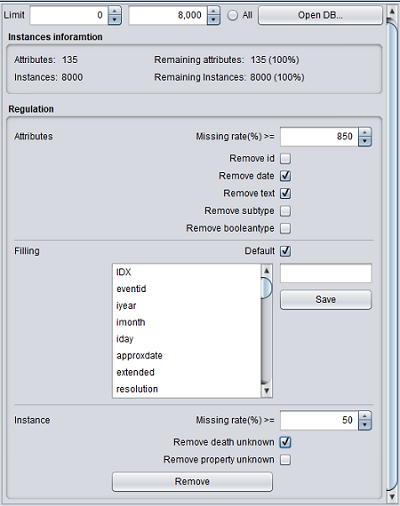 Limit 0 8,000 All Open DB...
Instances inforamtion
Attributes: 135 Remaining attributes: 135 (100%)
Instances: 8000 Remaining Instances: 8000 (100%)
Regulation
Attributes Missing rate(%) >= 850
Remove id
Remove date
Remove text
Remove subtype
Remove booleantype
Filling Default
IDX
eventid
iyear
Save
imonth
iday
approxdate
extended
resolution
Instance Missing rate(%) >= 50
Remove death unknown
Remove property unknown
Remove